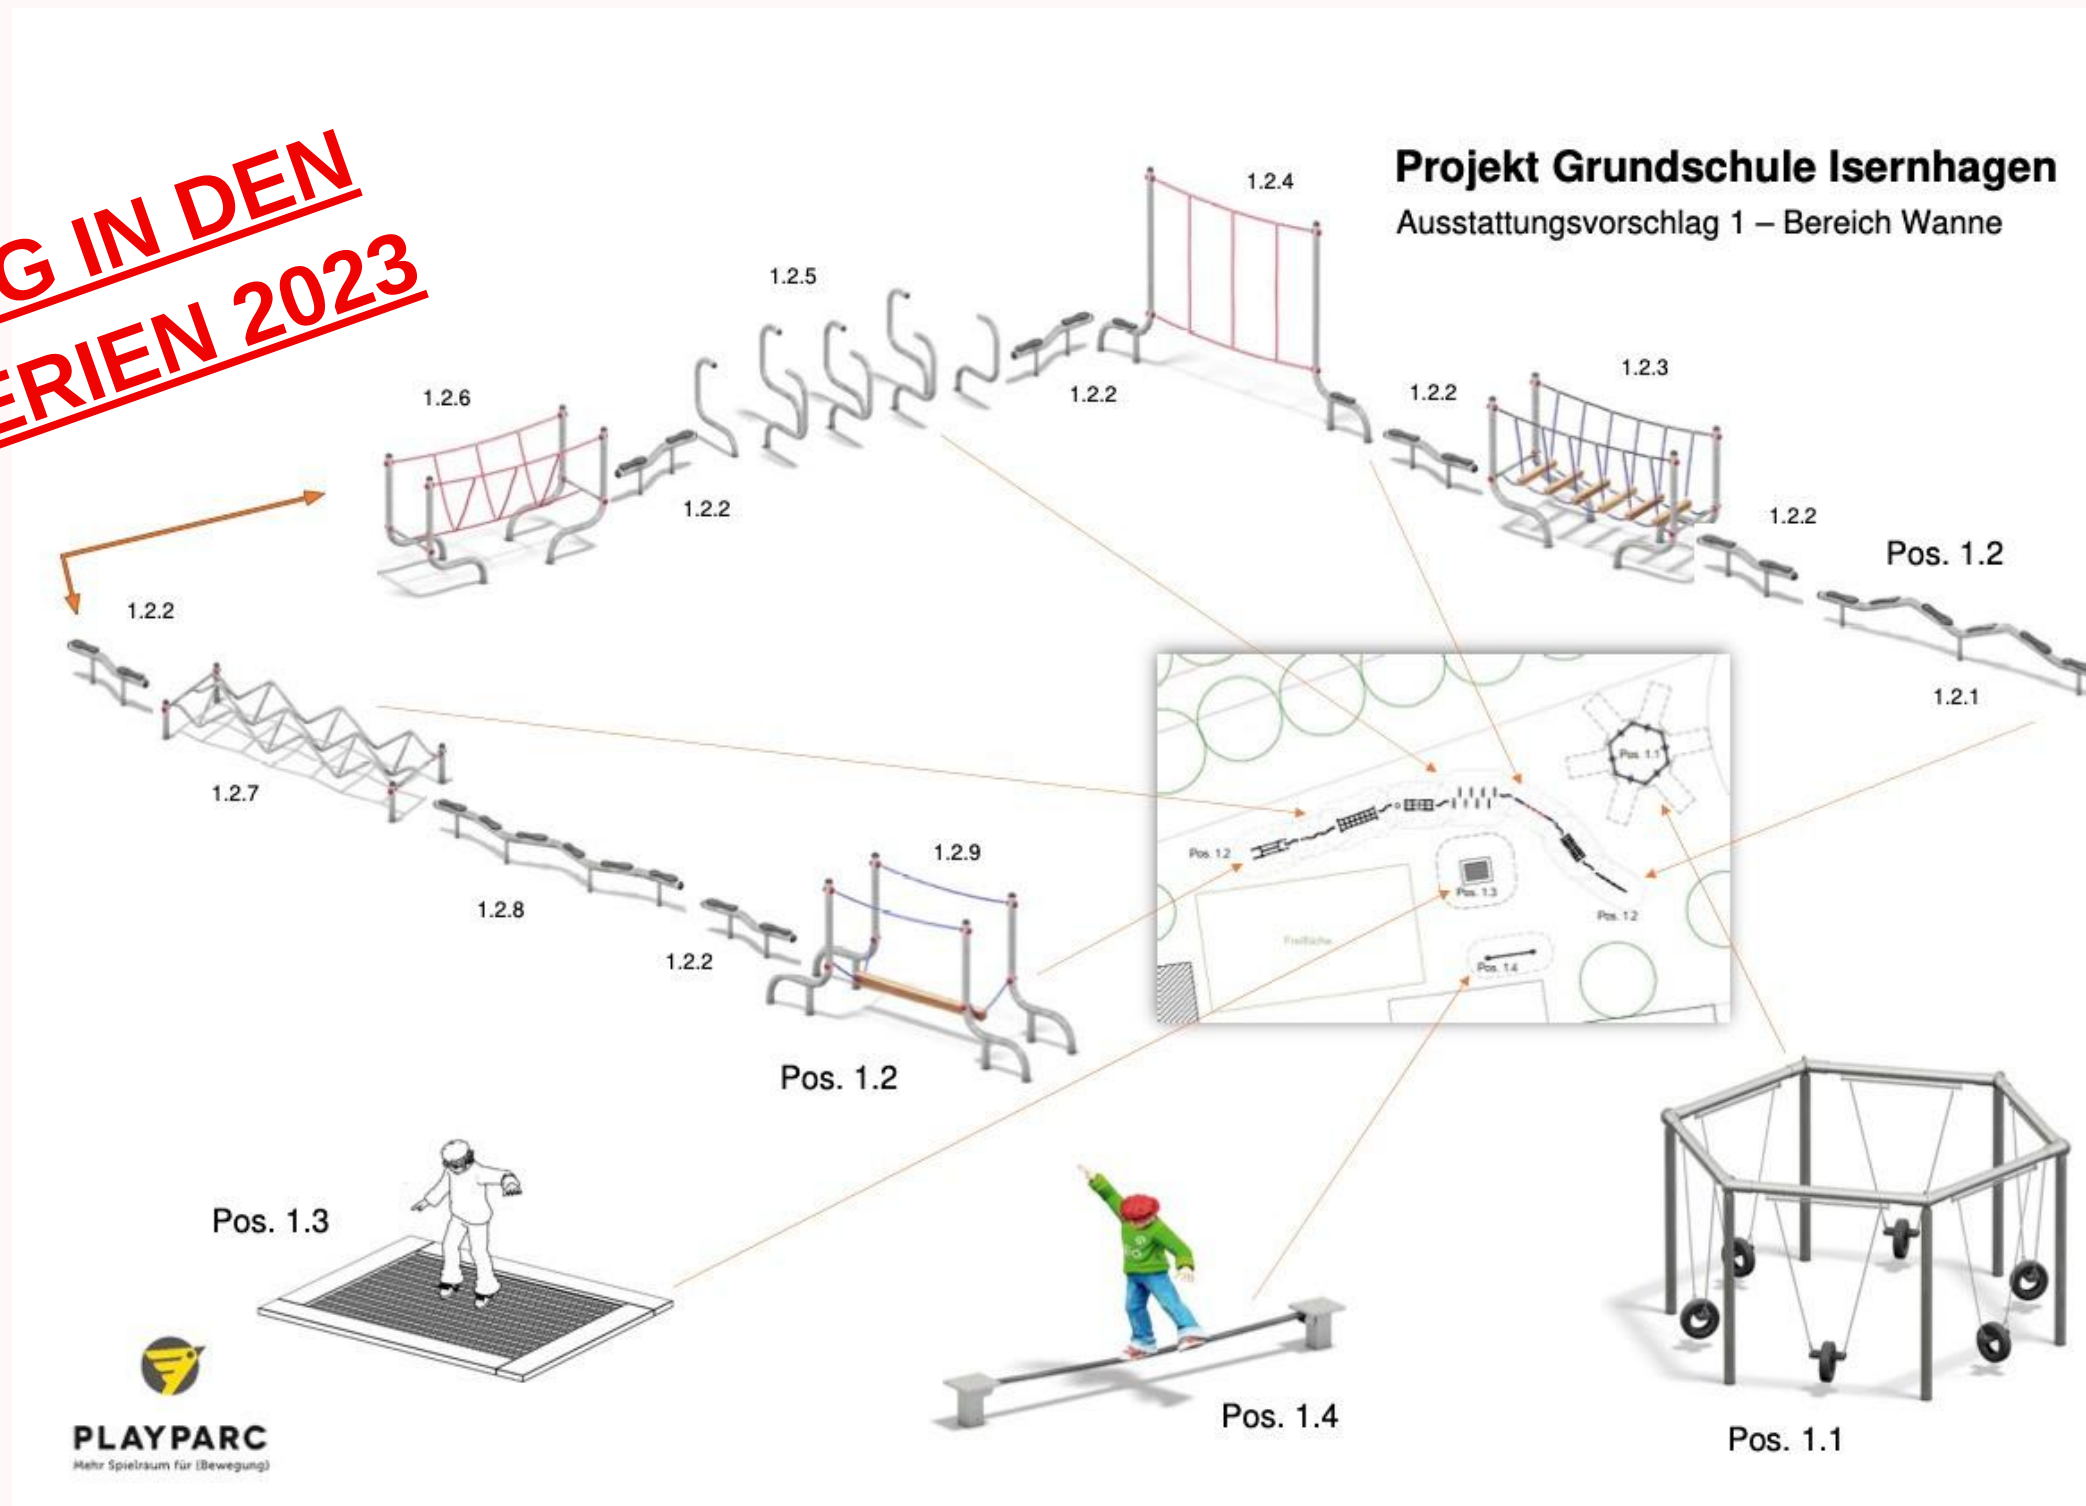 G IN DEN
ERIEN 2023
Projekt Grundschule Isernhagen
Ausstattungsvorschlag 1 – Bereich Wanne
1.2.4
1.2.5
1.2.3
1.2.6
1.2.2
1.2.2
1.2.2
1.2.2
Pos. 1.2
1.2.2
1.2.1
1.2.7
Pos. 1.1
1.2.9
Pos. 1.2
1.2.8
Pos. 1.3
Pos. 1.2
Freifläche
1.2.2
Pos. 1.4
Pos. 1.2
Pos. 1.3
Pos. 1.4
Pos. 1.1
PLAYPARC
Mehr Spielraum für (Bewegung)